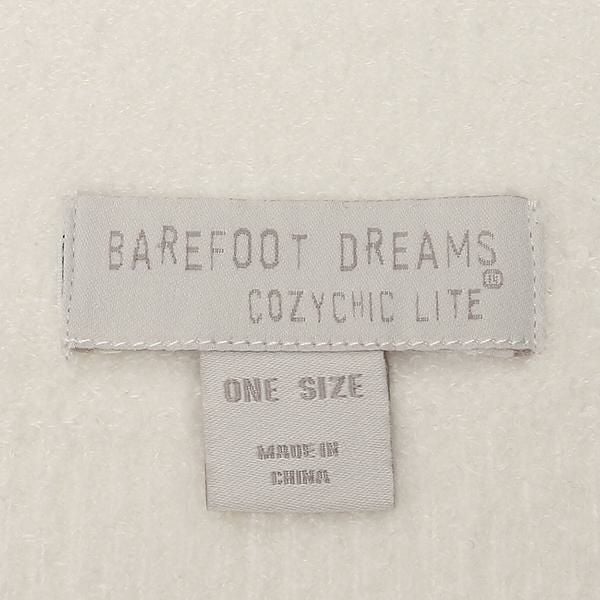 BAREFOOT DREAMS
COZYCHIC LITE®
ONE SIZE
MADE IN
CHINA